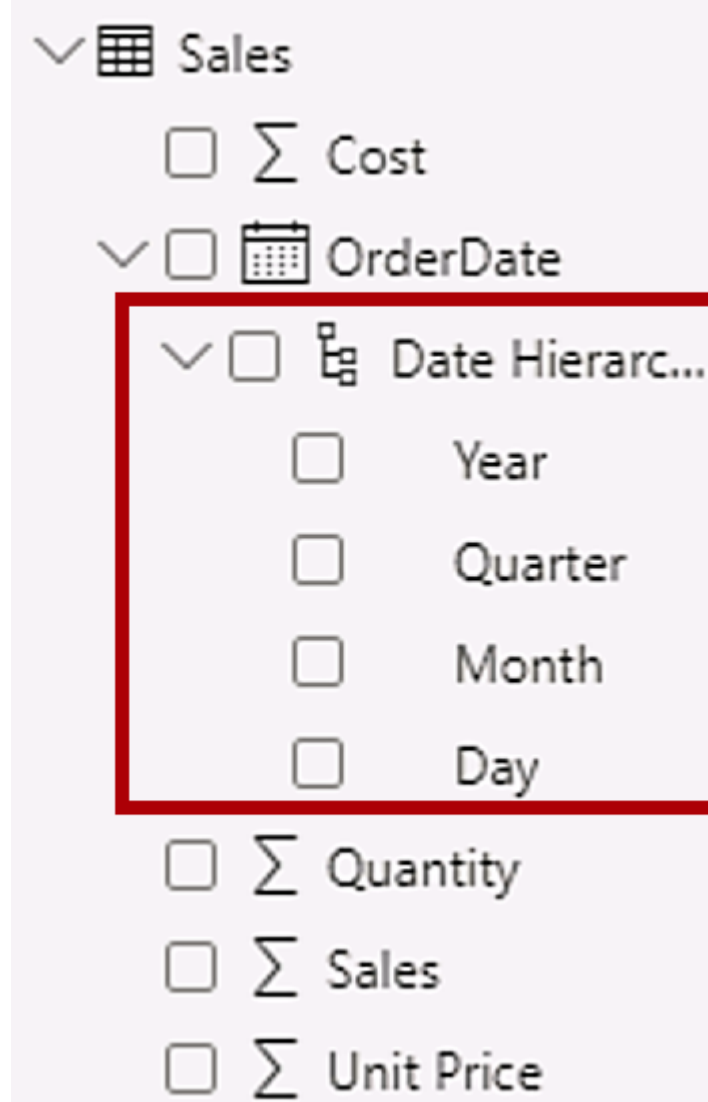 Sales
Cost
OrderDate
Date Hierarc...
Year
Quarter
Month
Day
Quantity
Sales
Unit Price